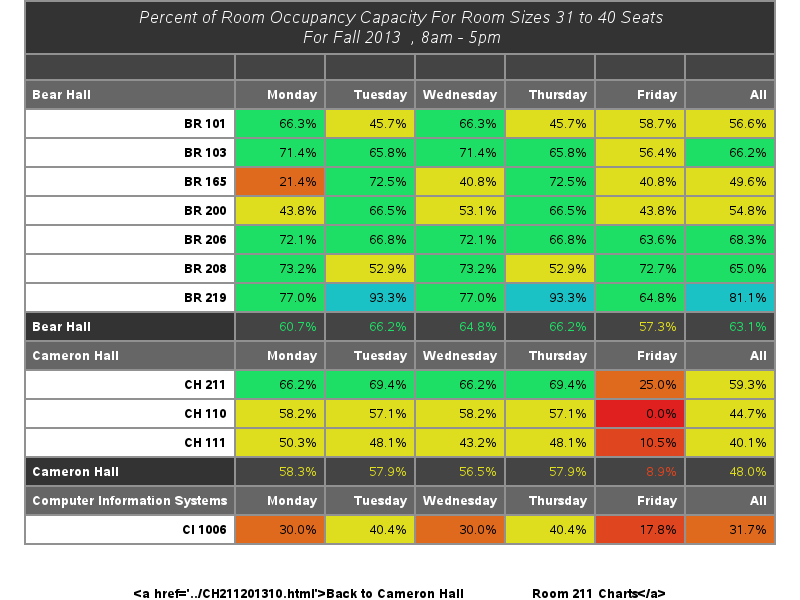 Percent of Room Occupancy Capacity For Room Sizes 31 to 40 Seats
For Fall 2013 , 8am - 5pm
Bear Hall Monday Tuesday Wednesday Thursday Friday All
BR 101 66.3% 45.7% 66.3% 45.7% 58.7% 56.6%
BR 103 71.4% 65.8% 71.4% 65.8% 56.4% 66.2%
BR 165 21.4% 72.5% 40.8% 72.5% 40.8% 49.6%
BR 200 43.8% 66.5% 53.1% 66.5% 43.8% 54.8%
BR 206 72.1% 66.8% 72.1% 66.8% 63.6% 68.3%
BR 208 73.2% 52.9% 73.2% 52.9% 72.7% 65.0%
BR 219 77.0% 93.3% 77.0% 93.3% 64.8% 81.1%
Bear Hall 60.7% 66.2% 64.8% 66.2% 57.3% 63.1%
Cameron Hall Monday Tuesday Wednesday Thursday Friday All
CH 211 66.2% 69.4% 66.2% 69.4% 25.0% 59.3%
CH 110 58.2% 57.1% 58.2% 57.1% 0.0% 44.7%
CH 111 50.3% 48.1% 43.2% 48.1% 10.5% 40.1%
Cameron Hall 58.3% 57.9% 56.5% 57.9% 8.9% 48.0%
Computer Information Systems Monday Tuesday Wednesday Thursday Friday All
CI 1006 30.0% 40.4% 30.0% 40.4% 17.8% 31.7%
<a href='../CH211201310.html'>Back to Cameron Hall Room 211 Charts</a>